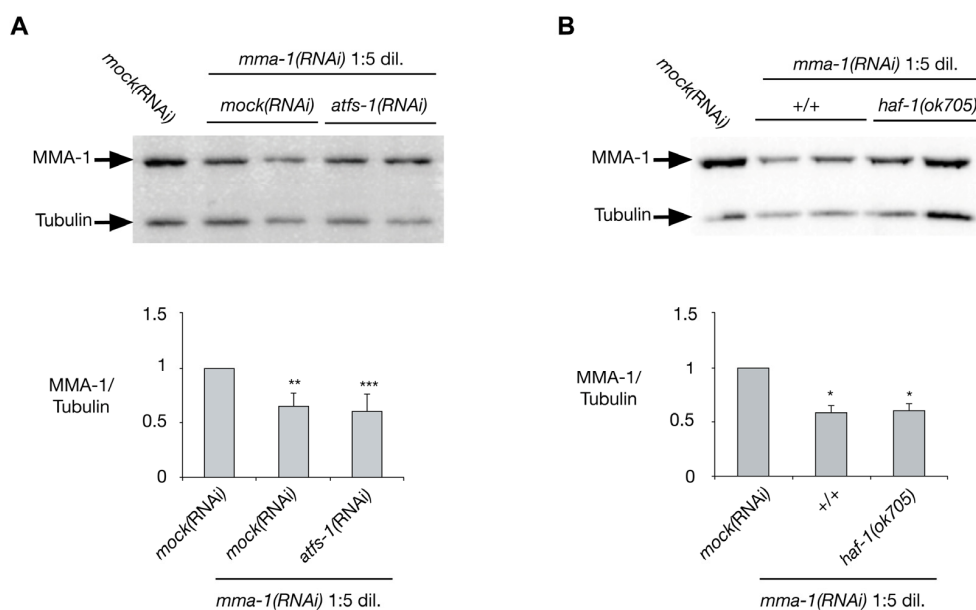 A
mma-1(RNAi) 1:5 dil.
mock(RNAi)
mock(RNAi)
atfs-1(RNAi)
MMA-1
Tubulin
1.5
1
0.5
0
MMA-1/
Tubulin
**
***
mock(RNAi)
mock(RNAi)
atfs-1(RNAi)
mma-1(RNAi) 1:5 dil.
B
mma-1(RNAi) 1:5 dil.
mock(RNAi)
+/+
haf-1(ok705)
MMA-1
Tubulin
1.5
1
0.5
0
MMA-1/
Tubulin
*
*
mock(RNAi)
+/+
haf-1(ok705)
mma-1(RNAi) 1:5 dil.